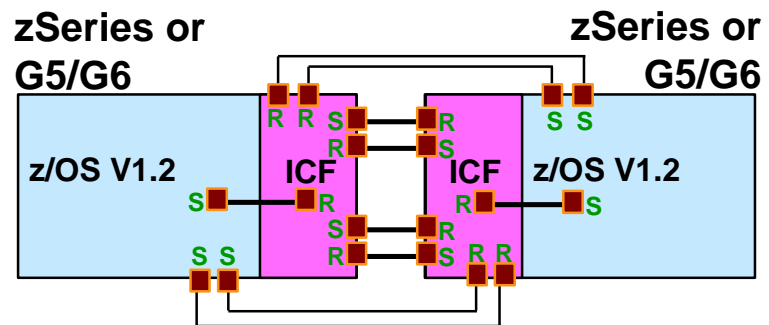 zSeries or zSeries or
G5/G6 G5/G6
R R S S
S R
R S
z/OS V1.2 ICF ICF z/OS V1.2
S R R S
S R
S S R S R R